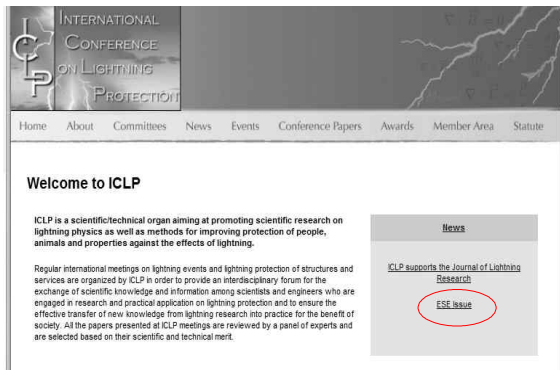 INTERNATIONAL
CONFERENCE
ON LIGHTNING
PROTECTION
ICLP
Home About Committees News Events Conference Papers Awards Member Area Statute
Welcome to ICLP
ICLP is a scientific/technical organ aiming at promoting scientific research on
lightning physics as well as methods for improving protection of people,
animals and properties against the effects of lightning.
Regular international meetings on lightning events and lightning protection of structures and
services are organized by ICLP in order to provide an interdisciplinary forum for the
exchange of scientific knowledge and information among scientists and engineers who are
engaged in research and practical application on lightning protection and to ensure the
effective transfer of new knowledge from lightning research into practice for the benefit of
society. All the papers presented at ICLP meetings are reviewed by a panel of experts and
are selected based on their scientific and technical merit.
News
ICLP supports the Journal of Lightning
Research
ESE Issue